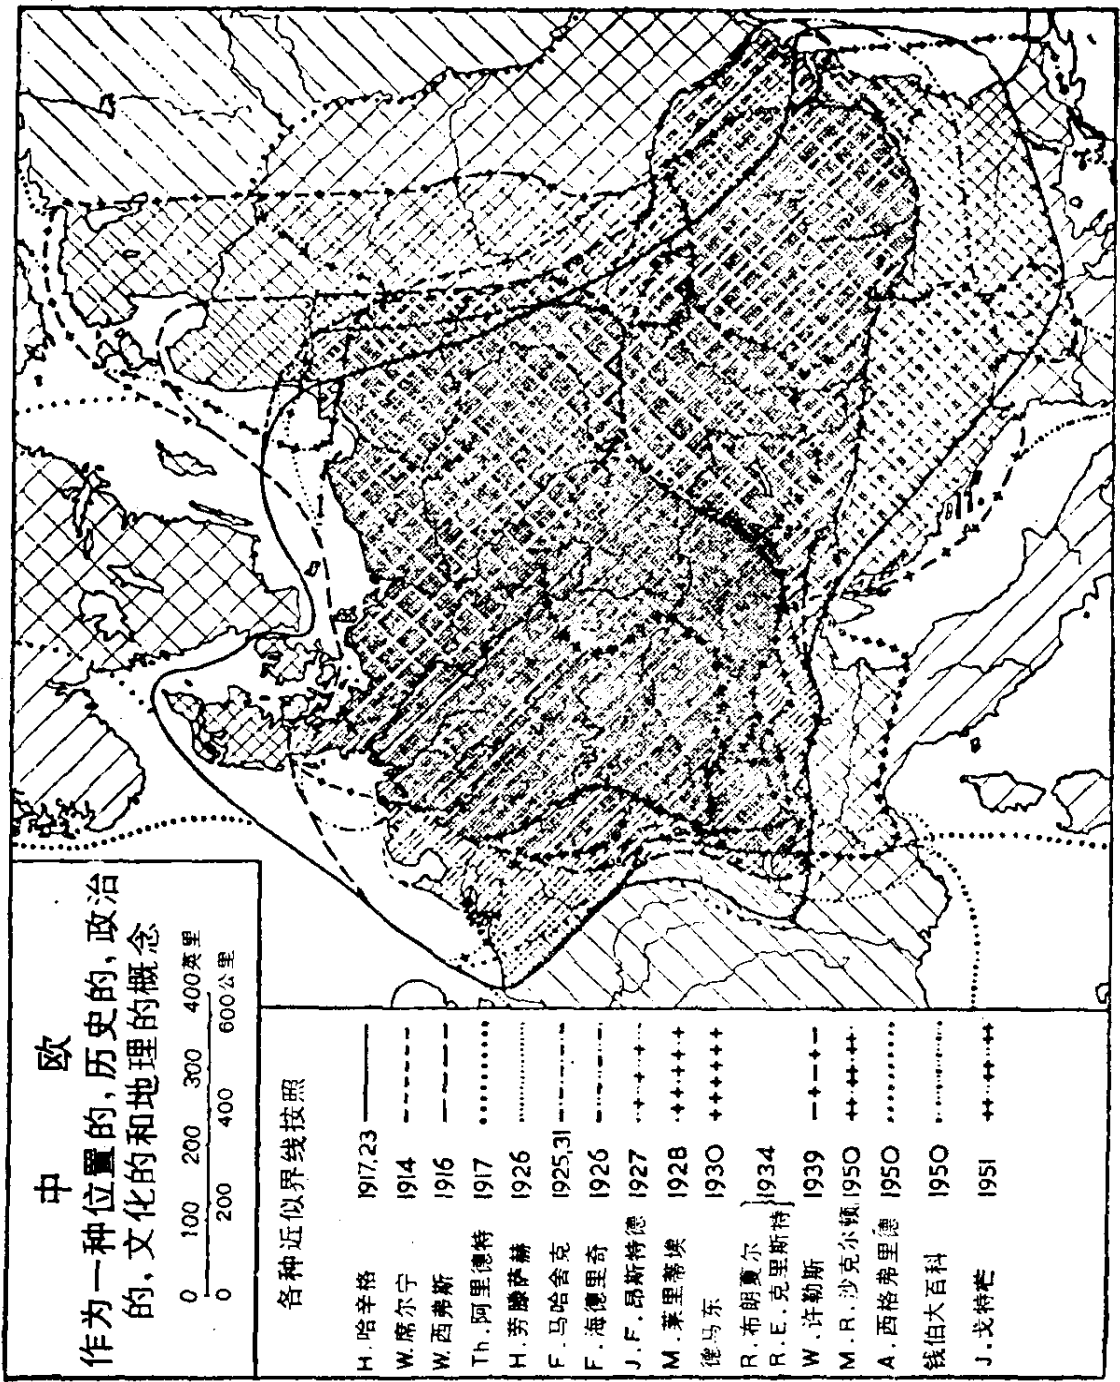 中 欧
作为一种位置的,历史的,政治
的,文化的和地理的概念
0 100 200 300 400英里
0 200 400 600公里
各种近似界线按照
H.哈辛格 1917,23
W.席尔宁 1914
W.西弗斯 1916
Th.阿里德特 1917
H.劳滕萨赫 1926
F.马哈舍克 1925,31
F.海德里奇 1926
J.F.昂斯特德 1927
M.莱里蒂埃 1928
德马东 1930
R.布朗夏尔
R.E.克里斯特 }1934
W.许勒斯 1939
M.R.沙克尔顿 1950
A.西格弗里德 1950
钱伯大百科 1950
J.戈特芒 1951